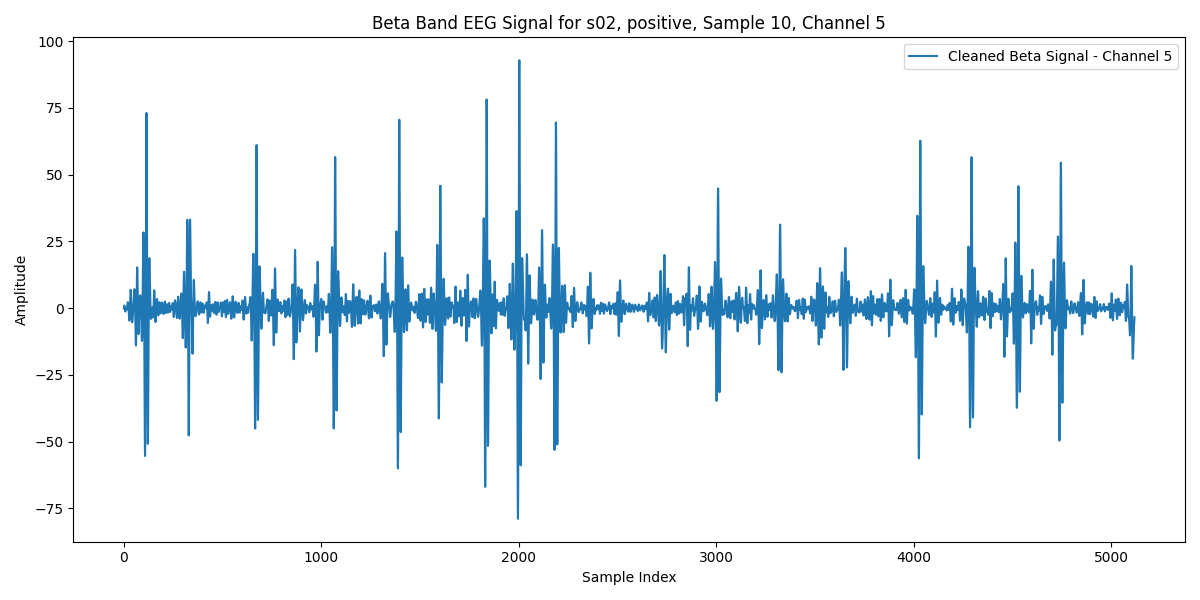 Beta Band EEG Signal for s02, positive, Sample 10, Channel 5
Cleaned Beta Signal - Channel 5
Amplitude
100
75
50
25
0
−25
−50
−75
0 1000 2000 3000 4000 5000
Sample Index